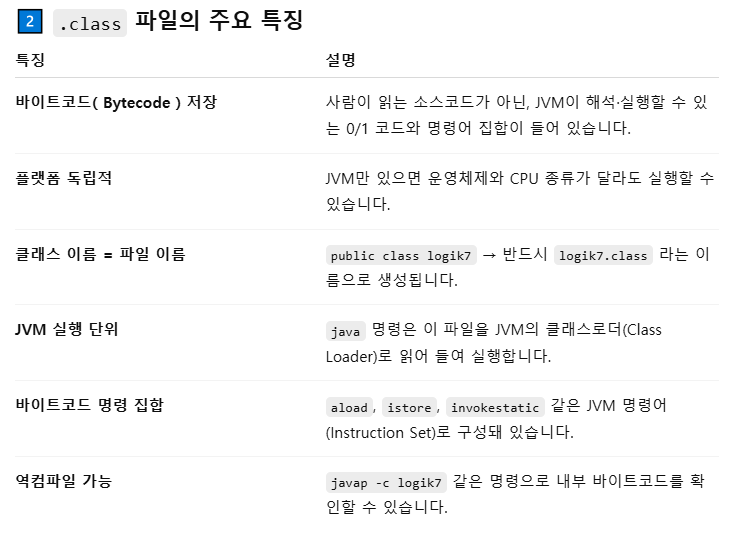 2 .class 파일의 주요 특징
특징 설명
바이트코드( Bytecode ) 저장 사람이 읽는 소스코드가 아닌, JVM이 해석·실행할 수 있
는 0/1 코드와 명령어 집합이 들어 있습니다.
플랫폼 독립적 JVM만 있으면 운영체제와 CPU 종류가 달라도 실행할 수
있습니다.
클래스 이름 = 파일 이름 public class logik7 → 반드시 logik7.class 라는 이
름으로 생성됩니다.
JVM 실행 단위 java 명령은 이 파일을 JVM의 클래스로더(Class
Loader)로 읽어 들여 실행합니다.
바이트코드 명령 집합 aload, istore, invokestatic 같은 JVM 명령어
(Instruction Set)로 구성돼 있습니다.
역컴파일 가능 javap -c logik7 같은 명령으로 내부 바이트코드를 확
인할 수 있습니다.